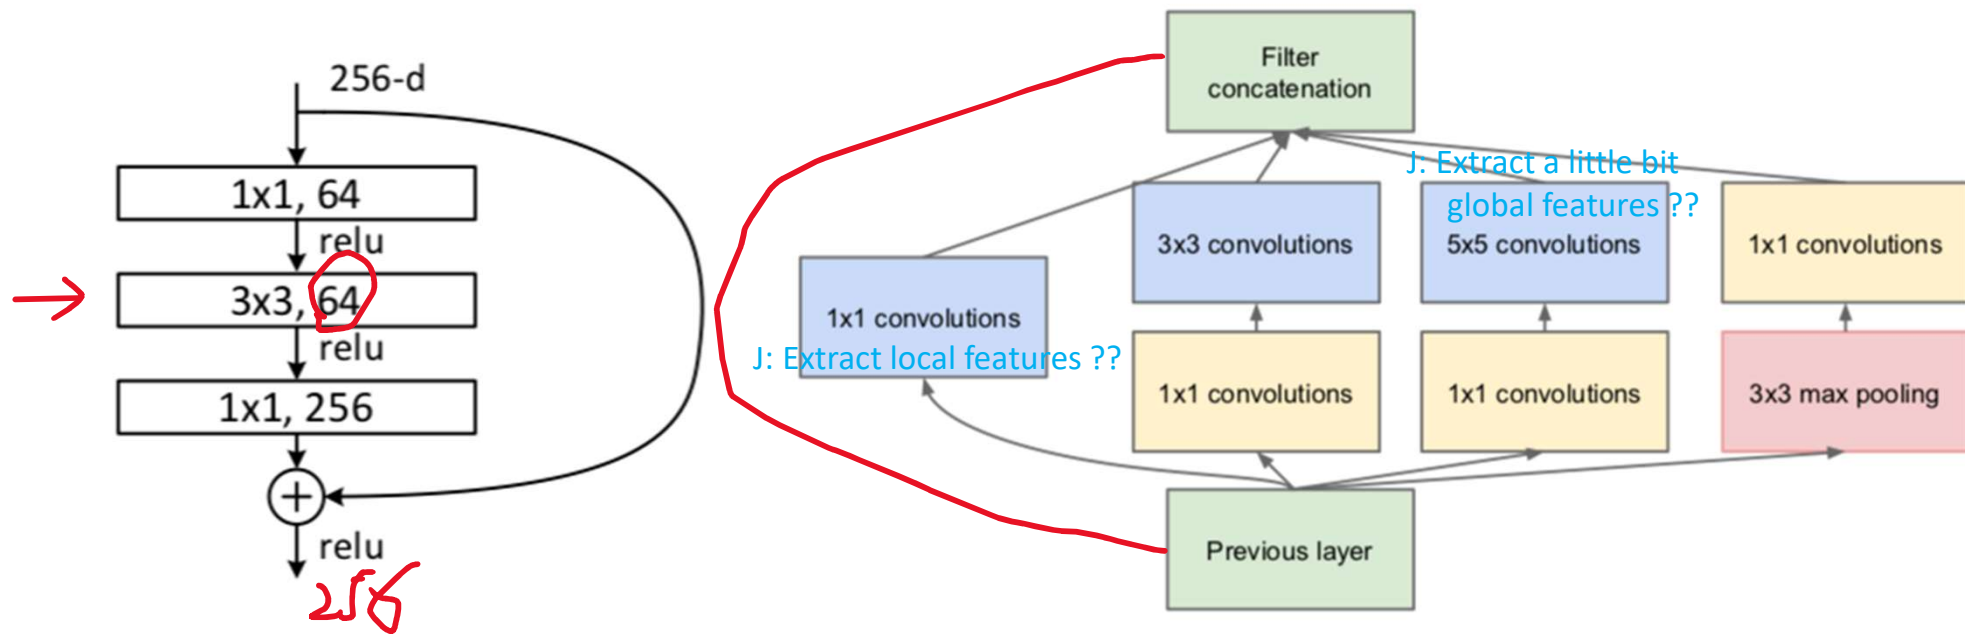 256-d
1x1, 64
relu
3x3, 64
relu
1x1, 256
relu
256
Filter
concatenation
J: Extract a little bit
global features ??
3x3 convolutions
5x5 convolutions
1x1 convolutions
1x1 convolutions
J: Extract local features ??
1x1 convolutions
1x1 convolutions
3x3 max pooling
Previous layer